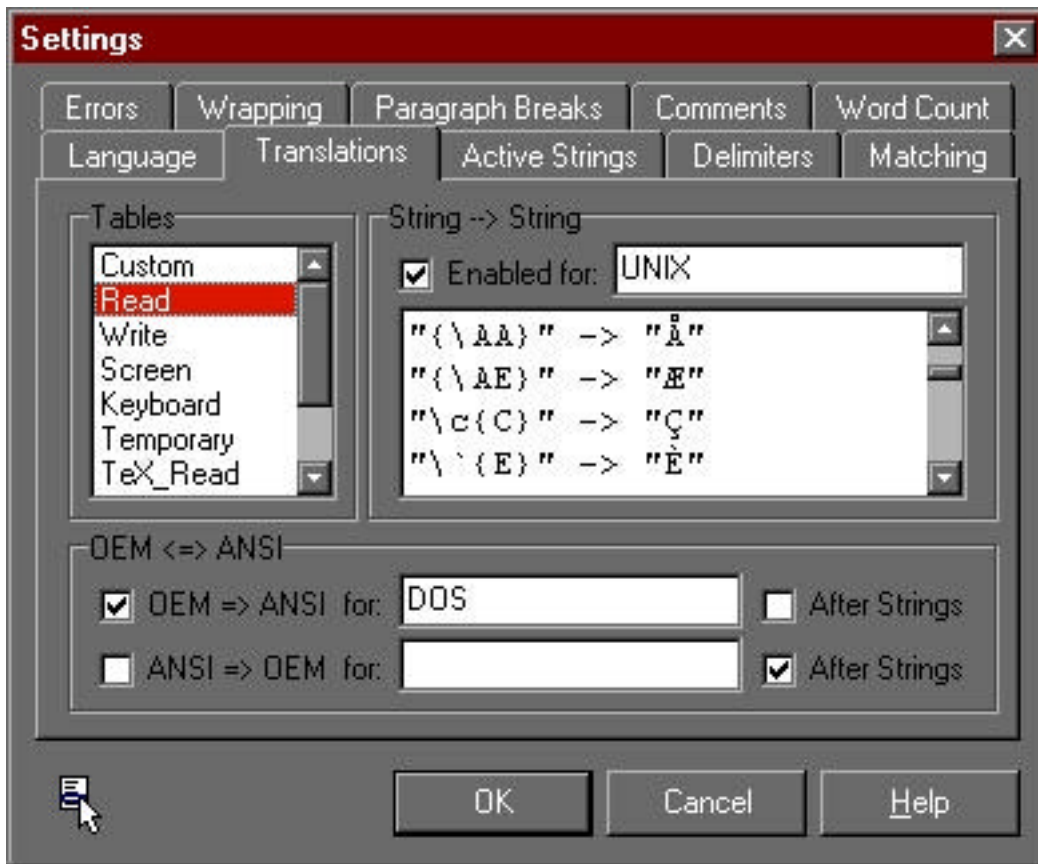 Settings
Errors Wrapping Paragraph Breaks Comments Word Count
Language Translations Active Strings Delimiters Matching
Tables
Custom
Read
Write
Screen
Keyboard
Temporary
TeX_Read
String --> String
Enabled for: UNIX
"{\AA}" -> "Å"
"{\AE}" -> "Æ"
"\c{C}" -> "Ç"
"\`{E}" -> "È"
OEM <=> ANSI
OEM => ANSI for: DOS After Strings
ANSI => OEM for: After Strings
OK Cancel Help